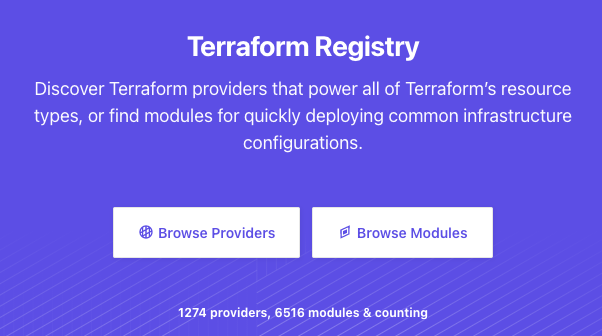 Terraform Registry
Discover Terraform providers that power all of Terraform’s resource
types, or find modules for quickly deploying common infrastructure
configurations.
Browse Providers
Browse Modules
1274 providers, 6516 modules & counting